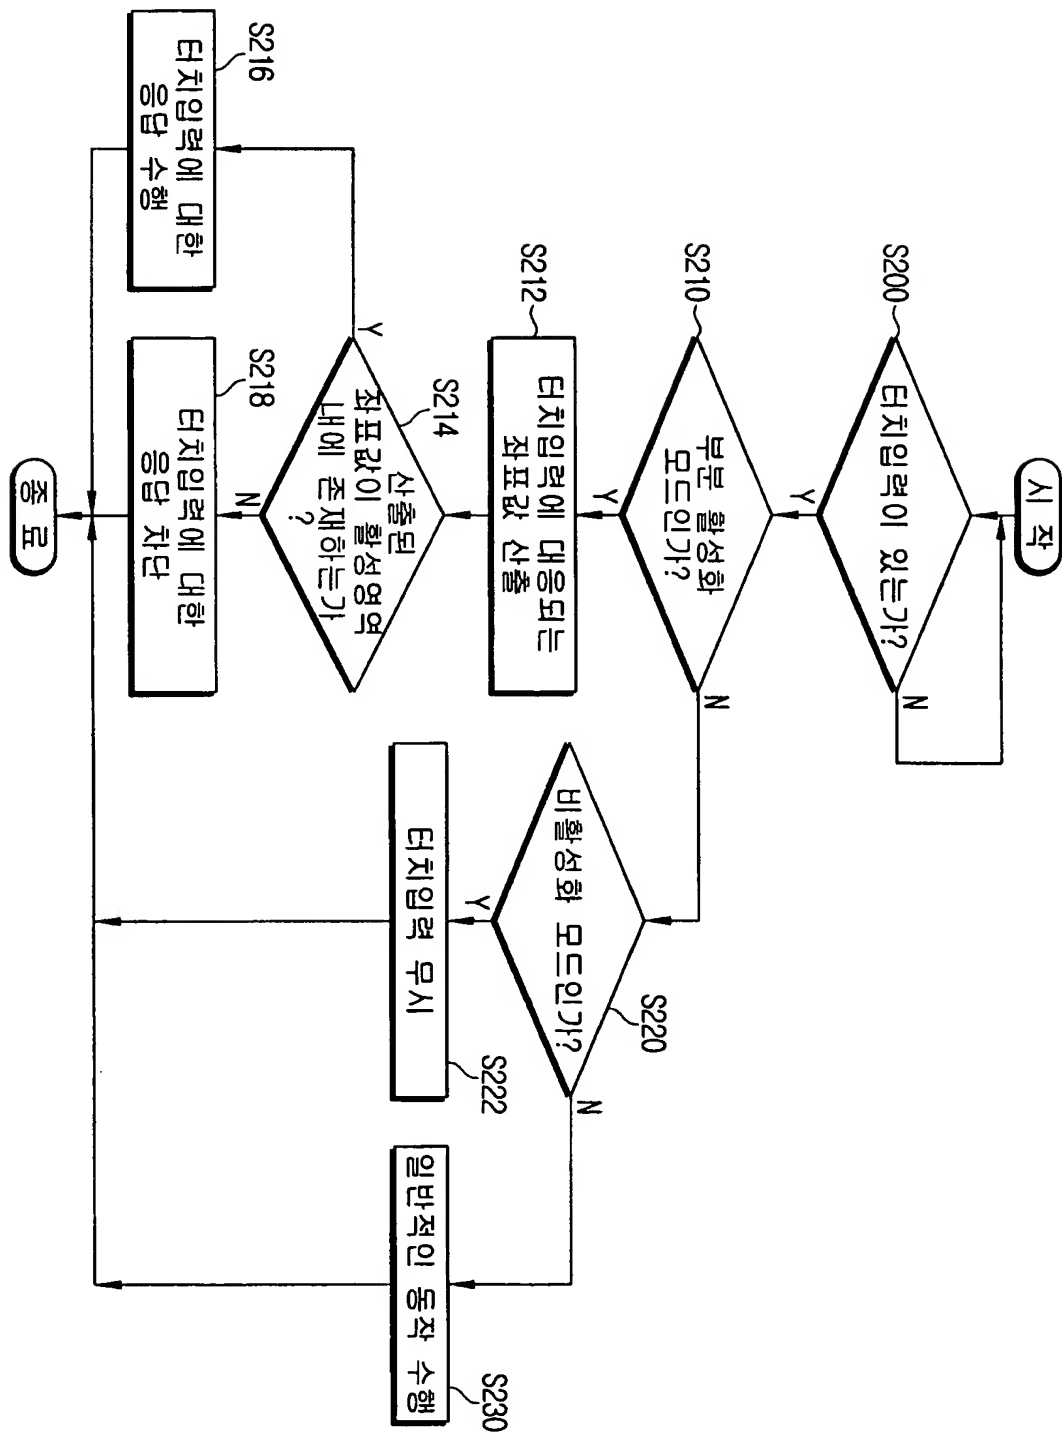 시 작
S200
터치입력이 있는가?
N
Y
S210
부분 활성화
모드인가?
N
Y
S212
터치입력에 대응되는
좌표값 산출
S214
산출된
좌표값이 활성영역
내에 존재하는가
?
Y
N
S216
터치입력에 대한
응답 수행
S218
터치입력에 대한
응답 차단
S220
비활성화 모드인가?
N
Y
S222
터치입력 무시
S230
일반적인 동작 수행
종 료